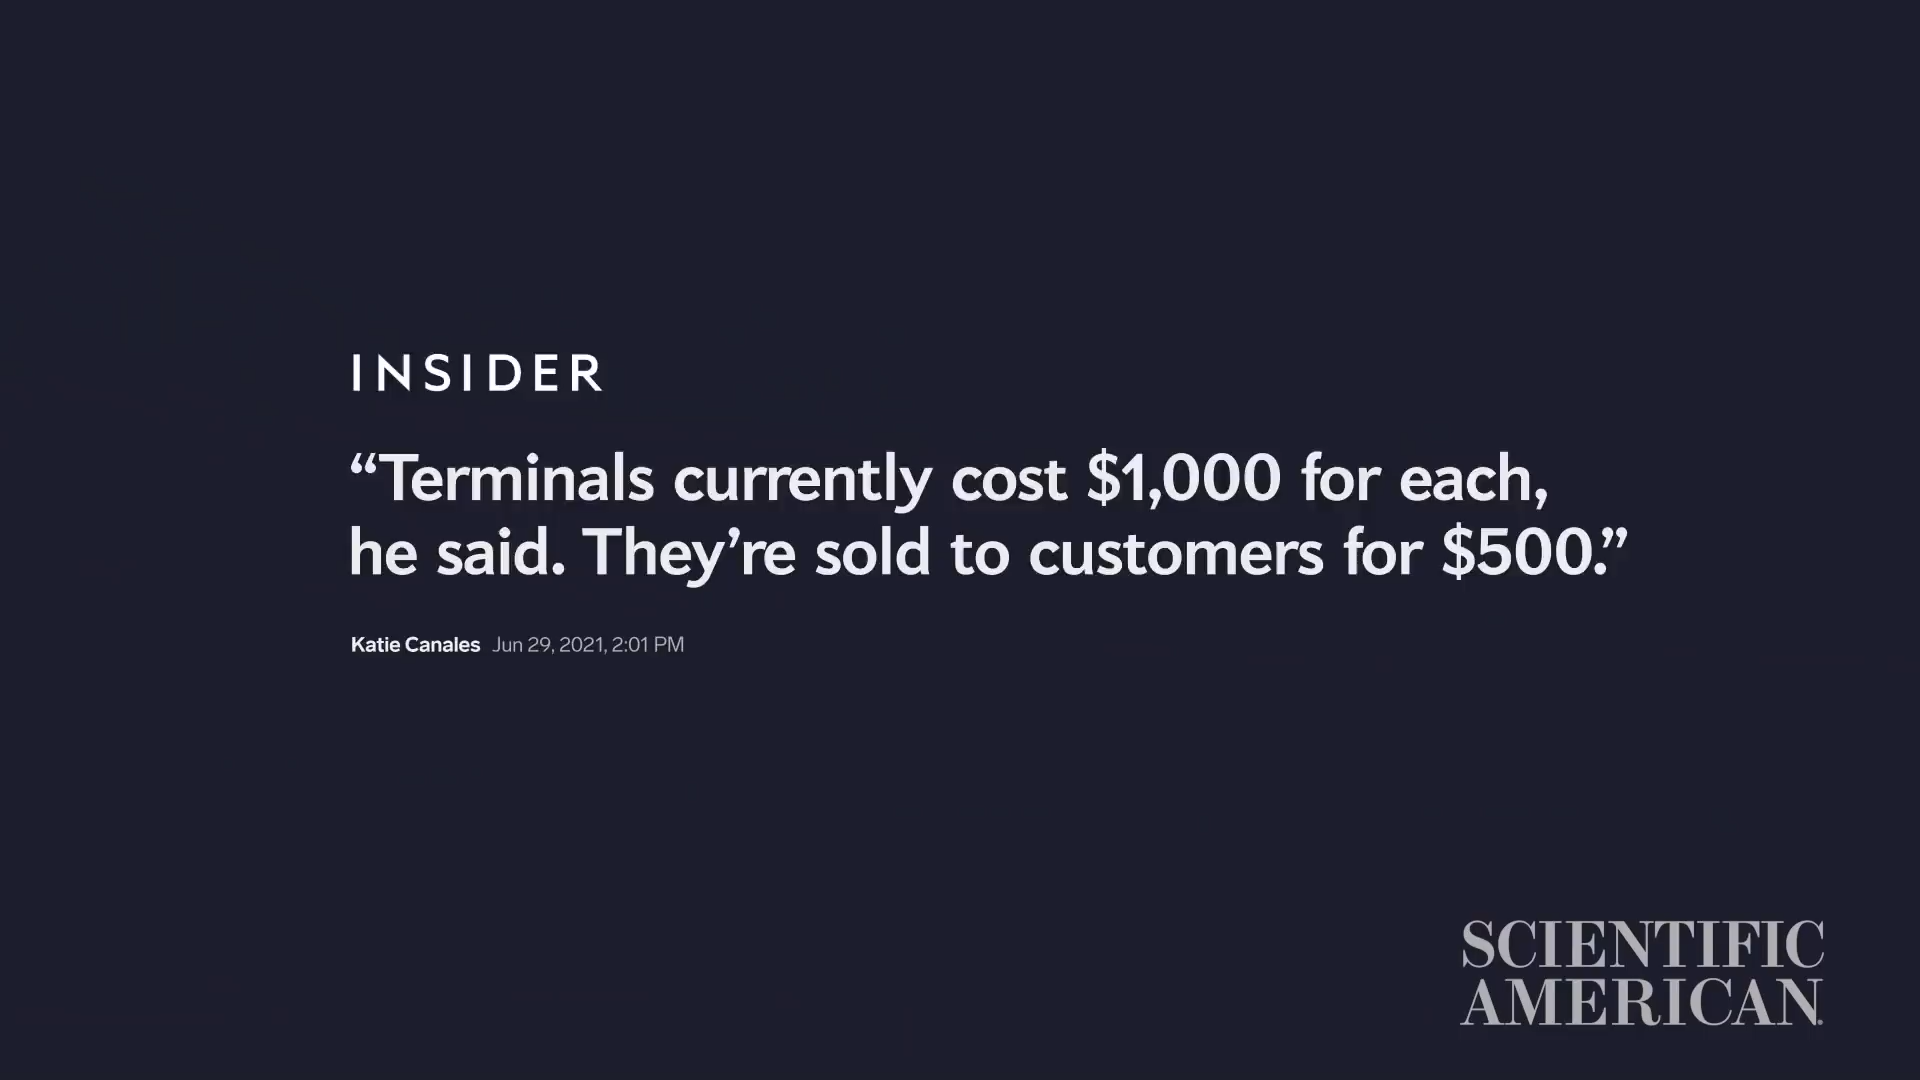 INSIDER
“Terminals currently cost $1,000 for each,
he said. They’re sold to customers for $500.”
Katie Canales Jun 29, 2021, 2:01 PM
SCIENTIFIC
AMERICAN.